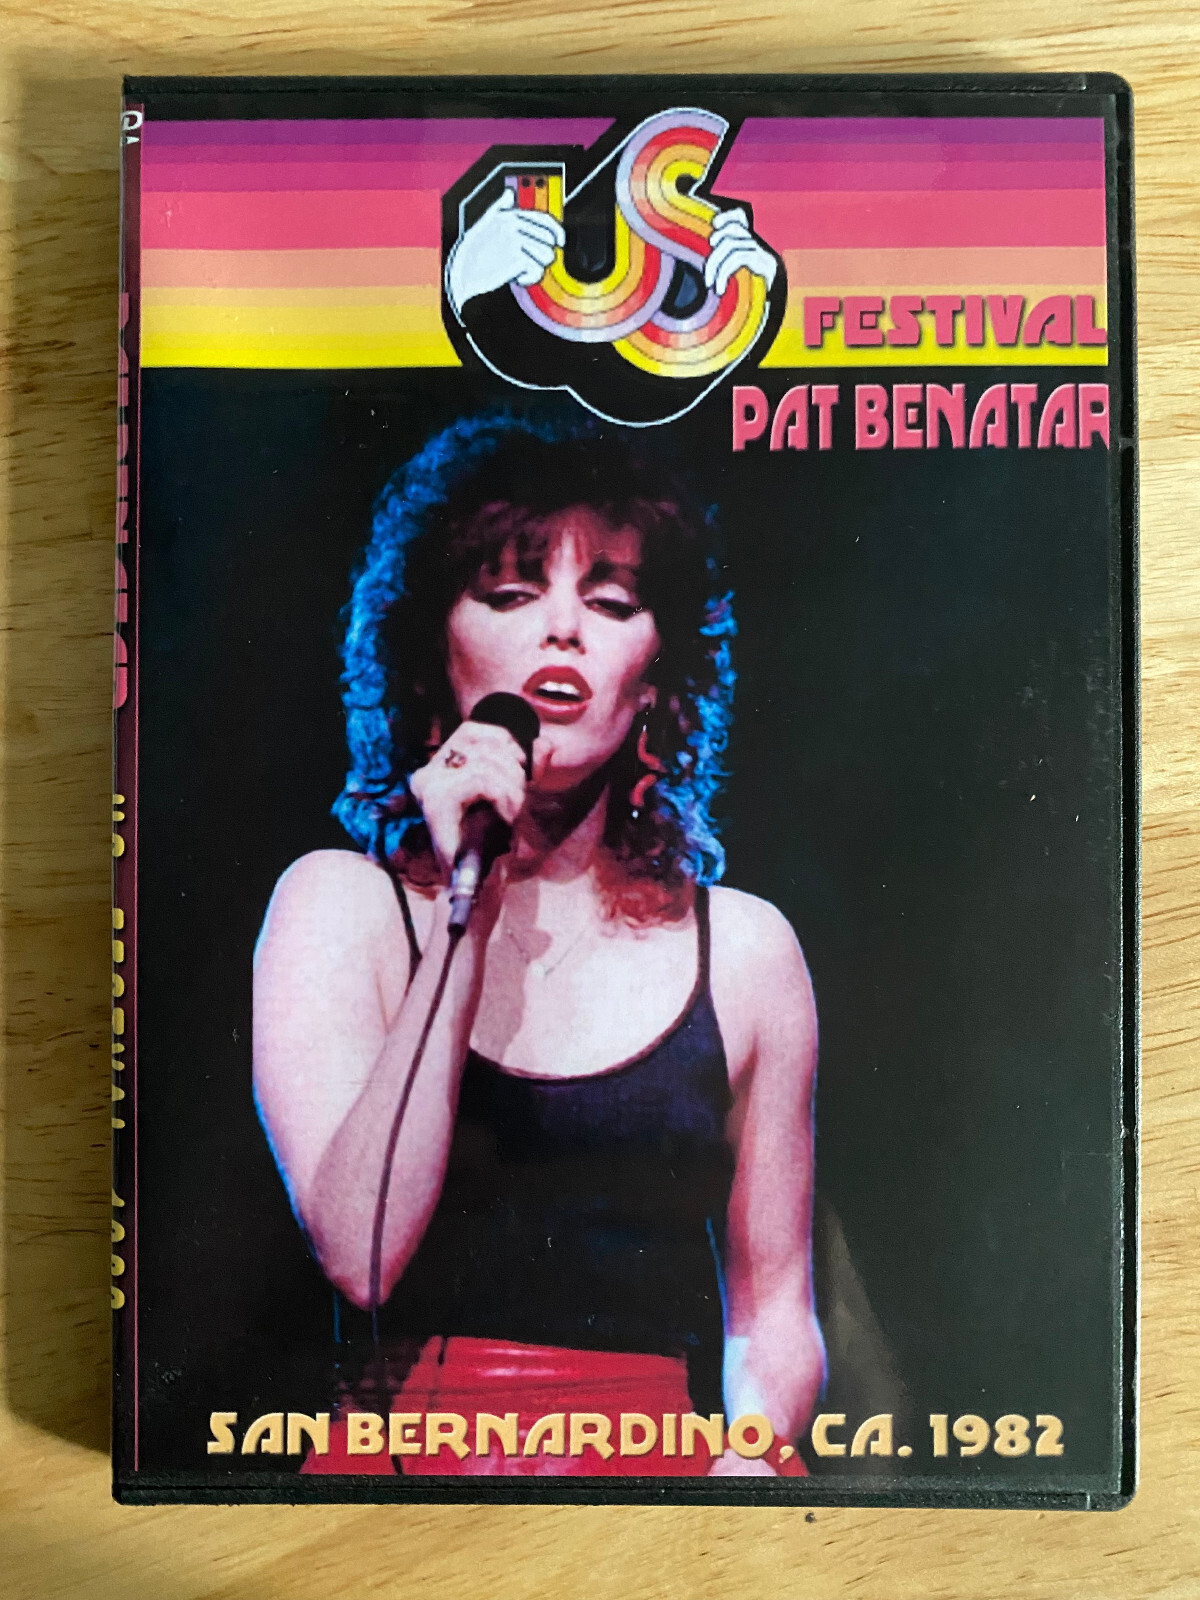 US
FESTIVAL
PAT BENATAR
SAN BERNARDINO, CA. 1982